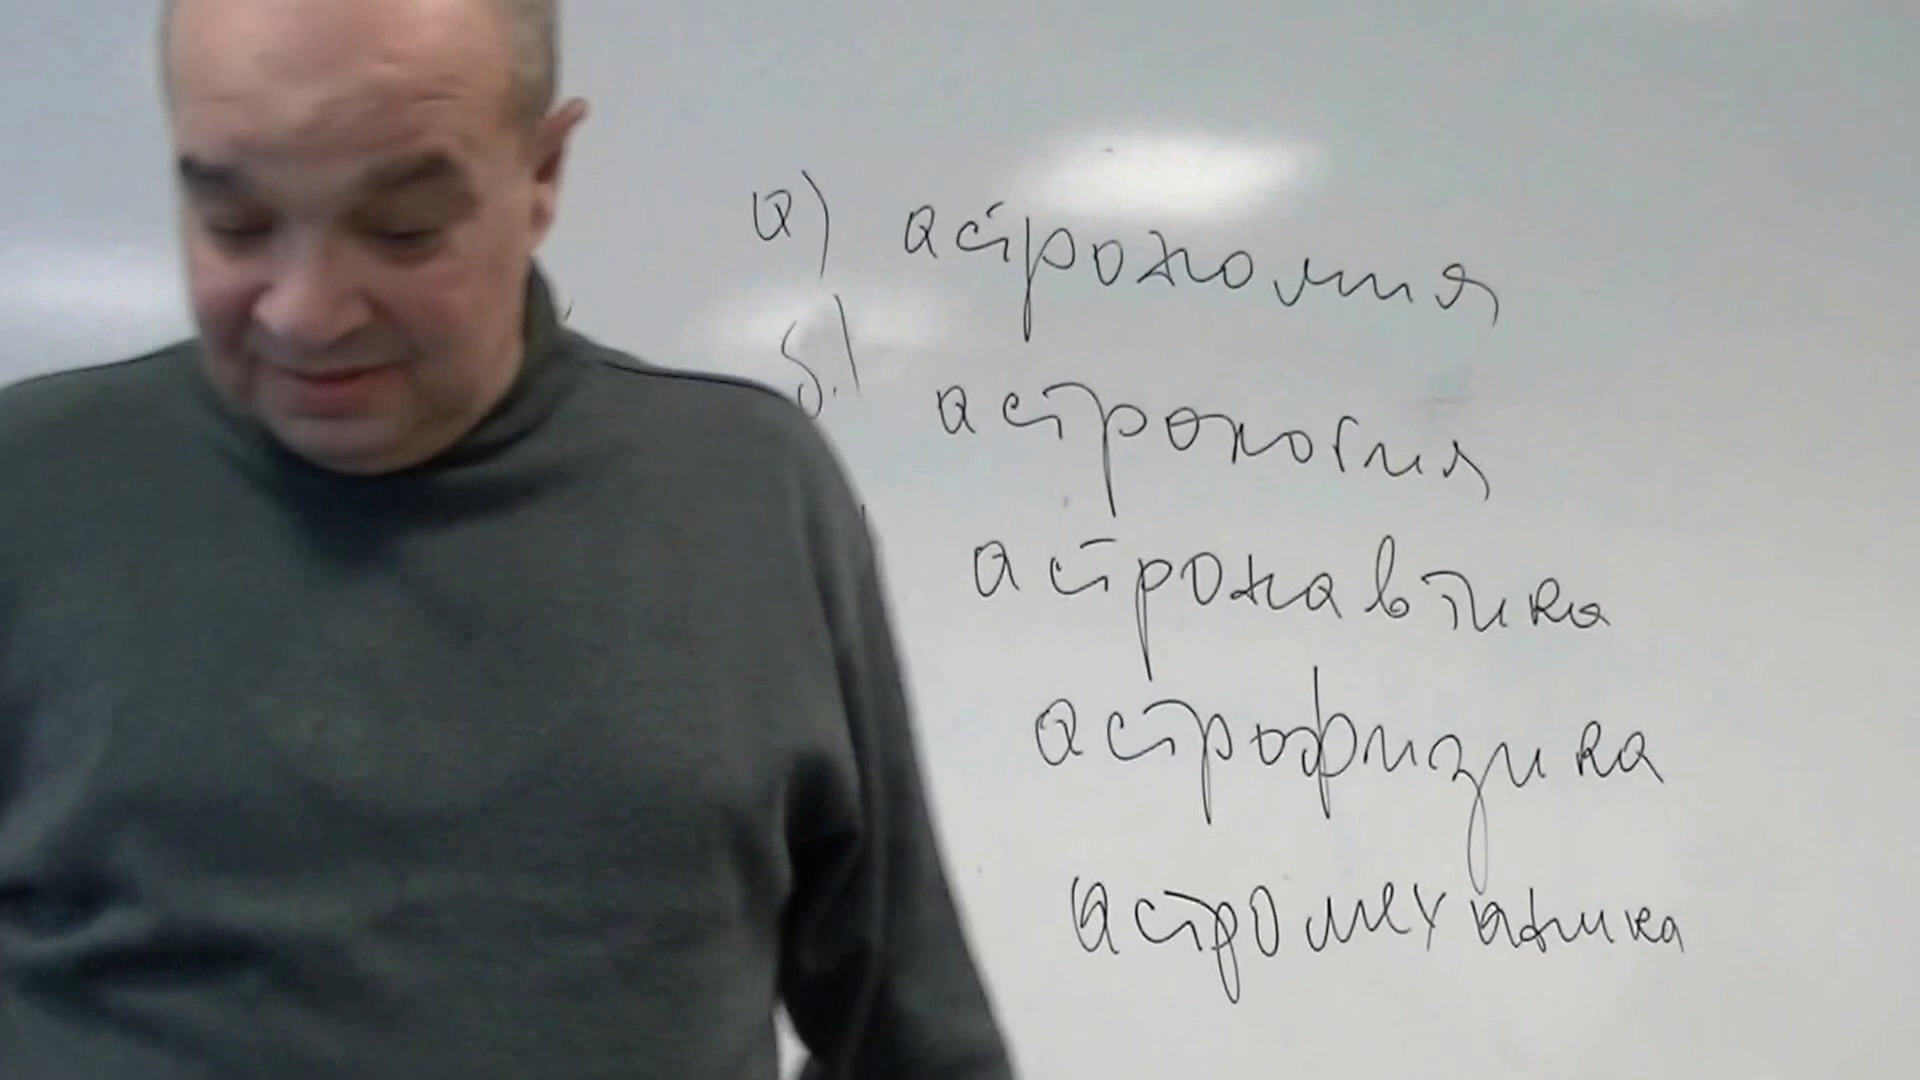 а) астрономия
б.) астрология
астронавтика
астрофизика
астромеханика